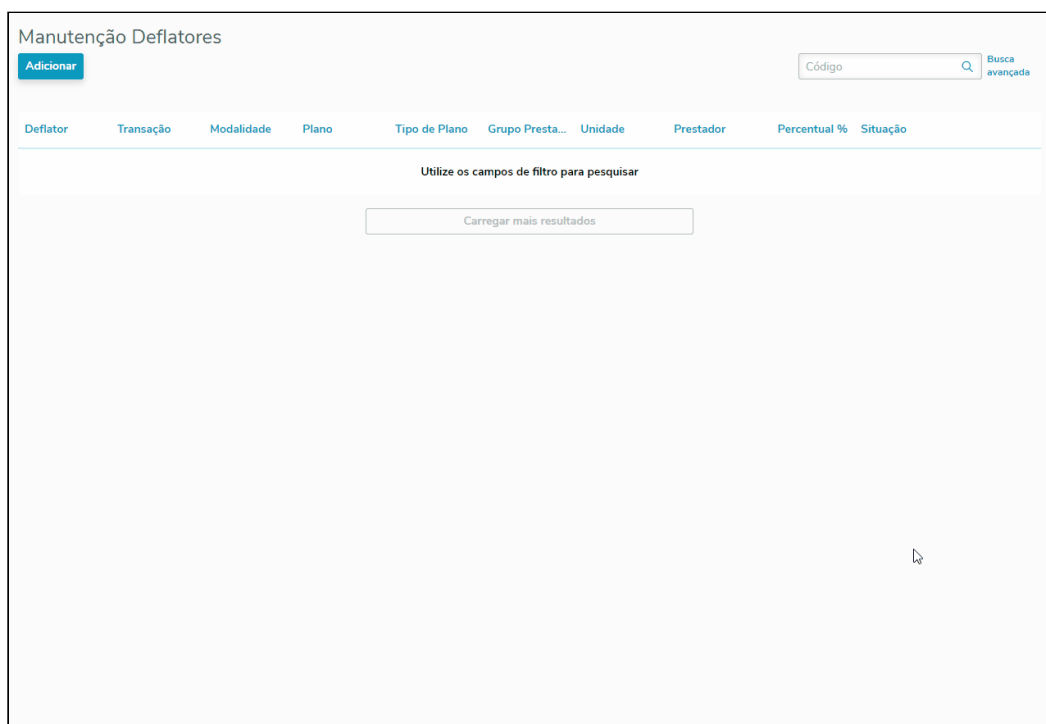 Manutenção Deflatores
Adicionar
Código
Busca
avançada
Deflator Transação Modalidade Plano Tipo de Plano Grupo Presta... Unidade Prestador Percentual % Situação
Utilize os campos de filtro para pesquisar
Carregar mais resultados